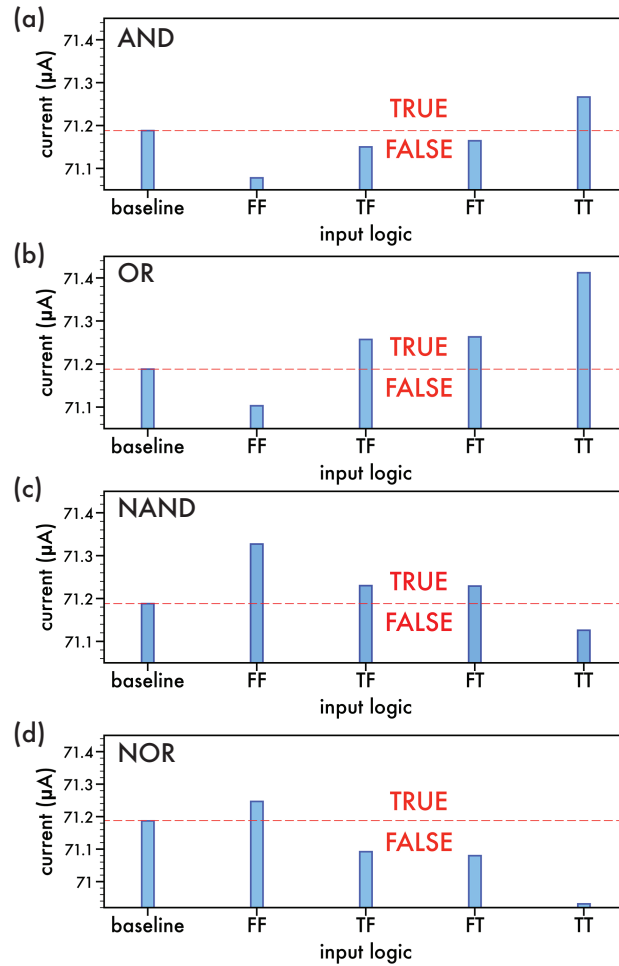 (a)
AND
current (μA)
71.4
71.3
71.2
71.1
TRUE
FALSE
baseline FF TF FT TT
input logic
(b)
OR
current (μA)
71.4
71.3
71.2
71.1
TRUE
FALSE
baseline FF TF FT TT
input logic
(c)
NAND
current (μA)
71.4
71.3
71.2
71.1
TRUE
FALSE
baseline FF TF FT TT
input logic
(d)
NOR
current (μA)
71.4
71.3
71.2
71.1
71
TRUE
FALSE
baseline FF TF FT TT
input logic